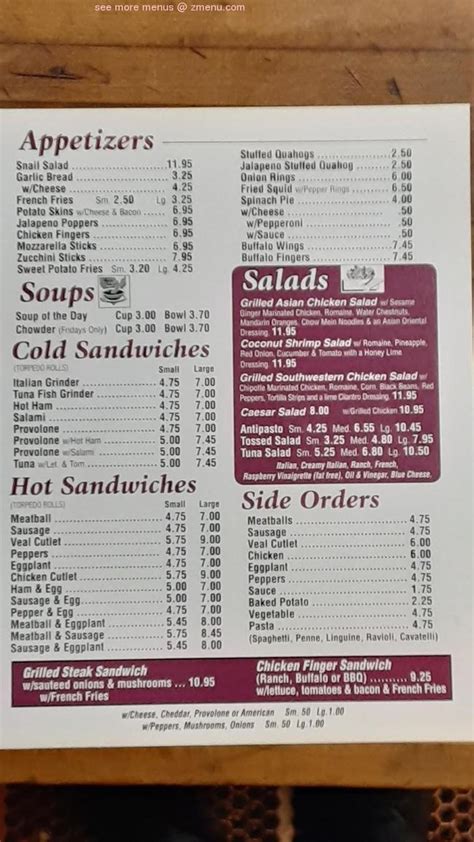 see more menus @ zmenu.com
Appetizers
Snail Salad 11.95
Garlic Bread 3.25
w/Cheese 4.25
French Fries Sm. 2.50 Lg 3.25
Potato Skins w/Cheese & Bacon 6.95
Jalapeno Poppers 6.95
Chicken Fingers 6.95
Mozzarella Sticks 6.95
Zucchini Sticks 7.95
Sweet Potato Fries Sm. 3.20 Lg. 4.25
Stuffed Quahogs 2.50
Jalapeno Stuffed Quahog 2.50
Onion Rings 6.00
Fried Squid w/Pepper Rings 6.50
Spinach Pie 4.00
w/Cheese .50
w/Pepperoni .50
w/Sauce .50
Buffalo Wings 7.45
Buffalo Fingers 7.45
Soups
Soup of the Day Cup 3.00 Bowl 3.70
Chowder (Fridays Only) Cup 3.00 Bowl 3.70
Cold Sandwiches
(TORPEDO ROLLS) Small Large
Italian Grinder 4.75 7.00
Tuna Fish Grinder 4.75 7.00
Hot Ham 4.75 7.00
Salami 4.75 7.00
Provolone 4.75 7.00
Provolone w/Hot Ham 5.00 7.45
Provolone w/Salami 5.00 7.45
Tuna w/Let. & Tom. 5.00 7.45
Salads
Grilled Asian Chicken Salad w/ Sesame
Ginger Marinated Chicken, Romaine, Water Chestnuts,
Mandarin Oranges, Chow Mein Noodles & an Asian Oriental
Dressing 11.95
Coconut Shrimp Salad w/ Romaine, Pineapple,
Red Onion, Cucumber & Tomato with a Honey Lime
Dressing 11.95
Grilled Southwestern Chicken Salad w/
Chipotle Marinated Chicken, Romaine, Corn, Black Beans, Red
Peppers, Tortilla Strips and a lime Cilantro Dressing. 11.95
Caesar Salad 8.00 w/Grilled Chicken 10.95
Antipasto Sm. 4.25 Med. 6.55 Lg. 10.45
Tossed Salad Sm. 3.25 Med. 4.80 Lg. 7.95
Tuna Salad Sm. 5.25 Med. 6.80 Lg. 10.50
Italian, Creamy Italian, Ranch, French,
Raspberry Vinaigrette (fat free), Oil & Vinegar, Blue Cheese,
Hot Sandwiches
(TORPEDO ROLLS) Small Large
Meatball 4.75 7.00
Sausage 4.75 7.00
Veal Cutlet 5.75 9.00
Peppers 4.75 7.00
Eggplant 4.75 7.00
Chicken Cutlet 5.75 9.00
Ham & Egg 5.00 7.00
Sausage & Egg 5.00 7.00
Pepper & Egg 4.75 7.00
Meatball & Eggplant 5.45 8.00
Meatball & Sausage 5.75 8.45
Sausage & Eggplant 5.45 8.00
Side Orders
Meatballs 4.75
Sausage 4.75
Veal Cutlet 6.00
Chicken 6.00
Eggplant 4.75
Peppers 4.75
Sauce 1.75
Baked Potato 2.25
Vegetable 4.75
Pasta 4.75
(Spaghetti, Penne, Linguine, Ravioli, Cavatelli)
Grilled Steak Sandwich
w/sauteed onions & mushrooms ... 10.95
w/French Fries
Chicken Finger Sandwich
(Ranch, Buffalo or BBQ) 9.25
w/lettuce, tomatoes & bacon & French Fries
w/Cheese, Cheddar, Provolone or American Sm. 50 Lg.1.00
w/Peppers, Mushrooms, Onions Sm. 50 Lg. 1.00